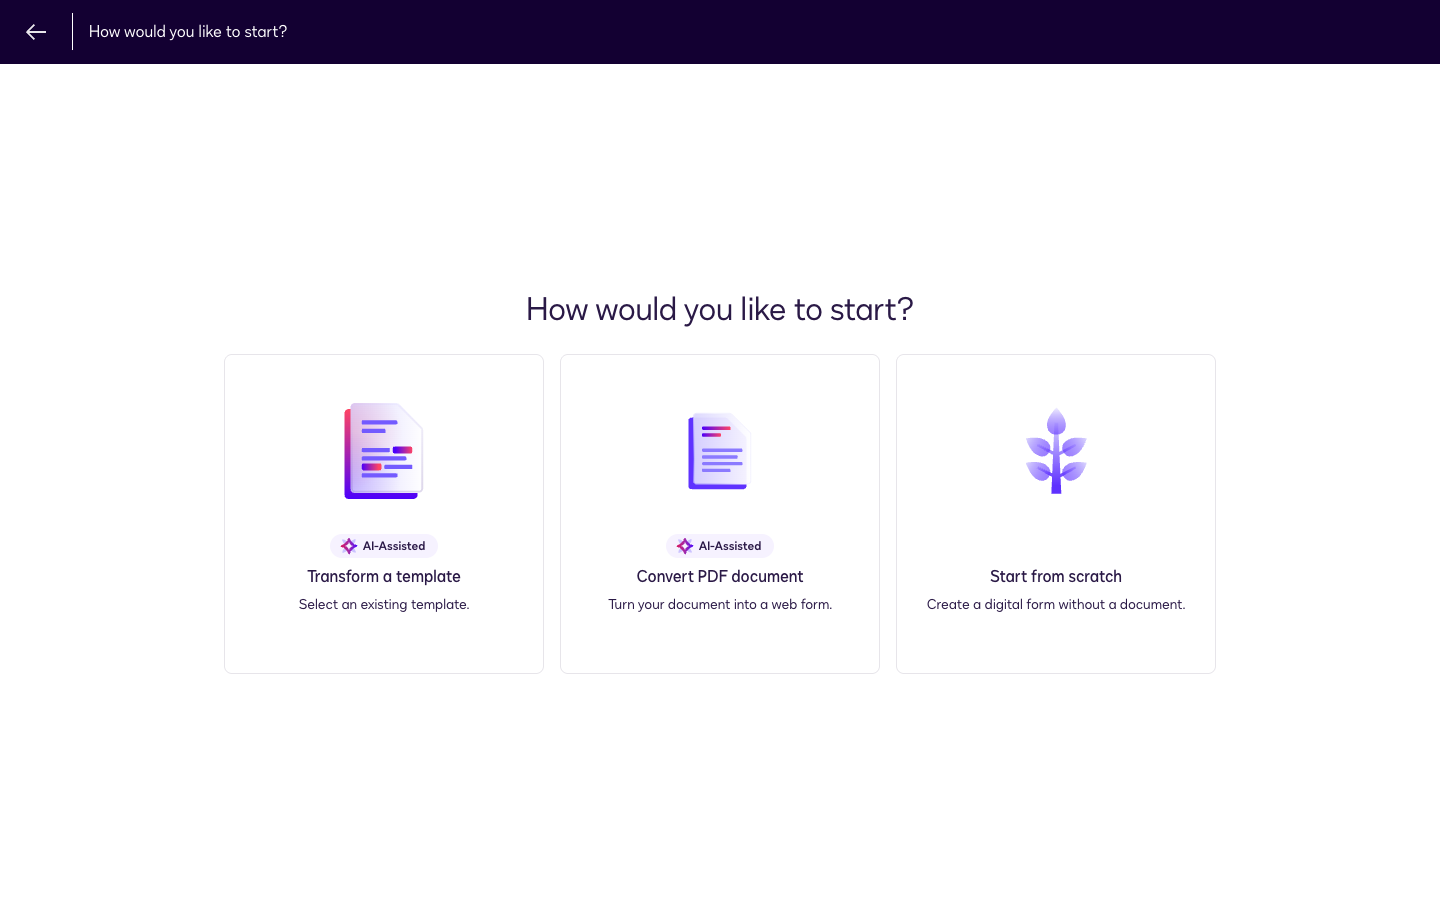 How would you like to start?
How would you like to start?
AI-Assisted
Transform a template
Select an existing template.
AI-Assisted
Convert PDF document
Turn your document into a web form.
Start from scratch
Create a digital form without a document.